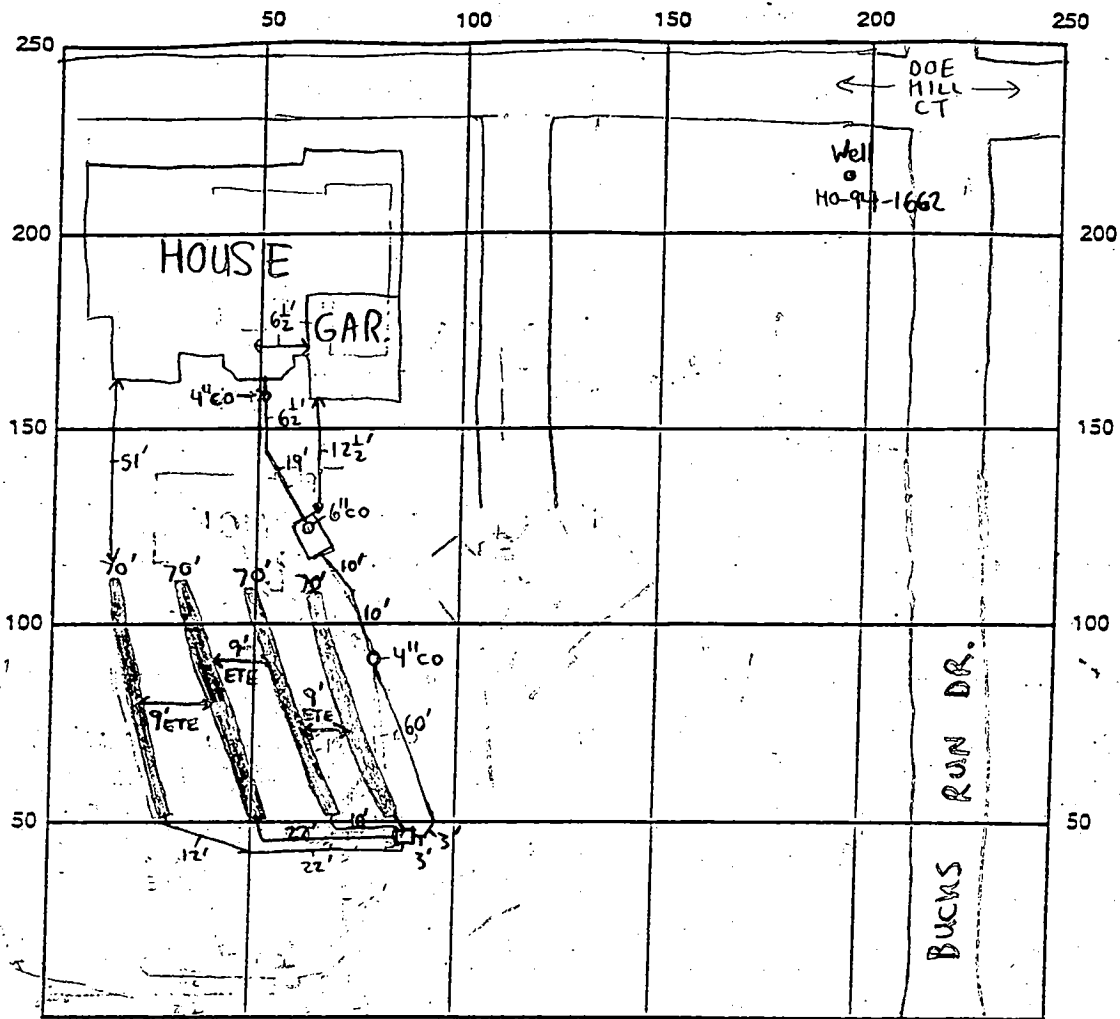 50 100 150 200 250
250 DOE
HILL
CT
Well
MO-94-1662
200 200
HOUSE
6½'
GAR.
4"CO
150 6½' 12½' 150
51' 19'
6"CO
70' 70' 70' 70' 10'
100 10' 100
9'
ETE
4"CO
9'ETE
9'
ETE
60'
BUCKS RUN DR.
50 50
22' 10' 3'
12' 22' 3'